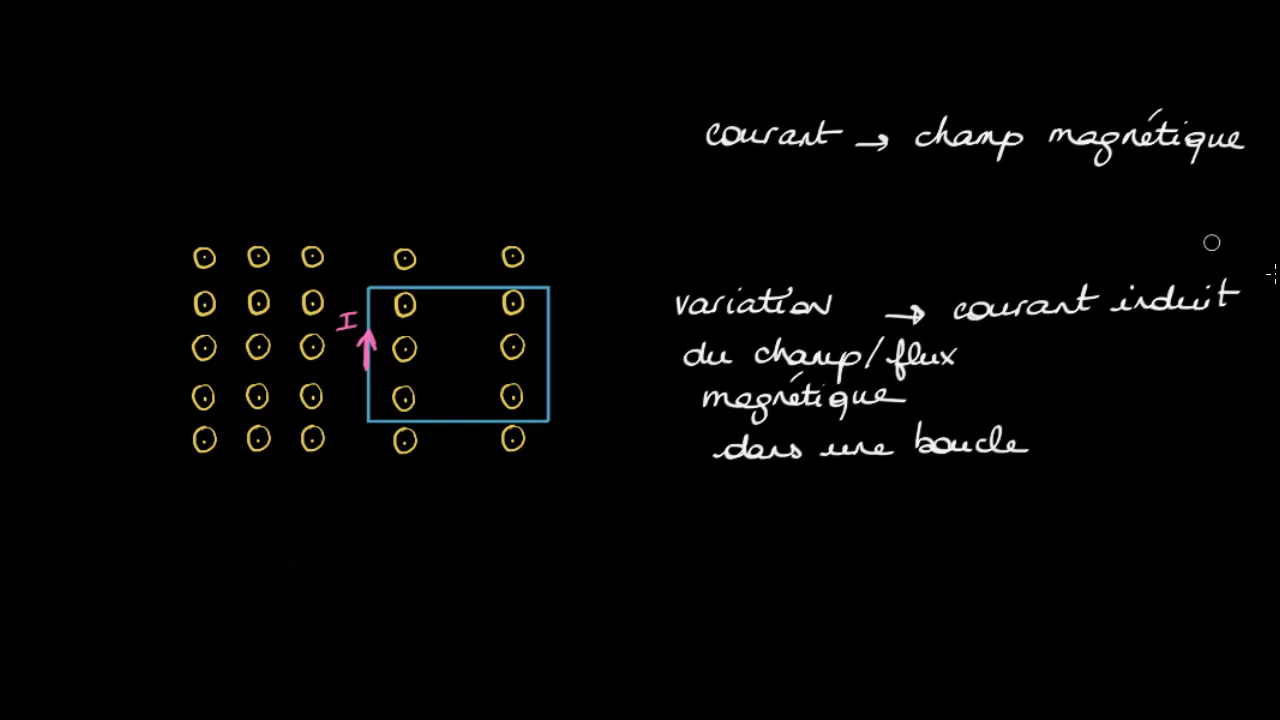 courant → champ magnétique
I
variation → courant induit
du champ/flux
magnétique
dans une boucle